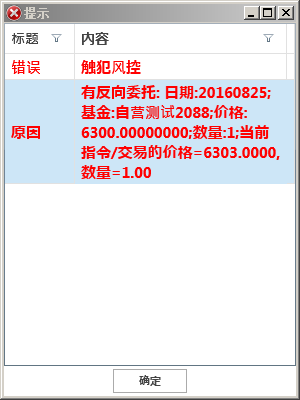 提示
标题 内容
错误 触犯风控
原因 有反向委托: 日期:20160825;
基金:自营测试2088;价格:
6300.00000000;数量:1;当前
指令/交易的价格=6303.0000,
数量=1.00
确定